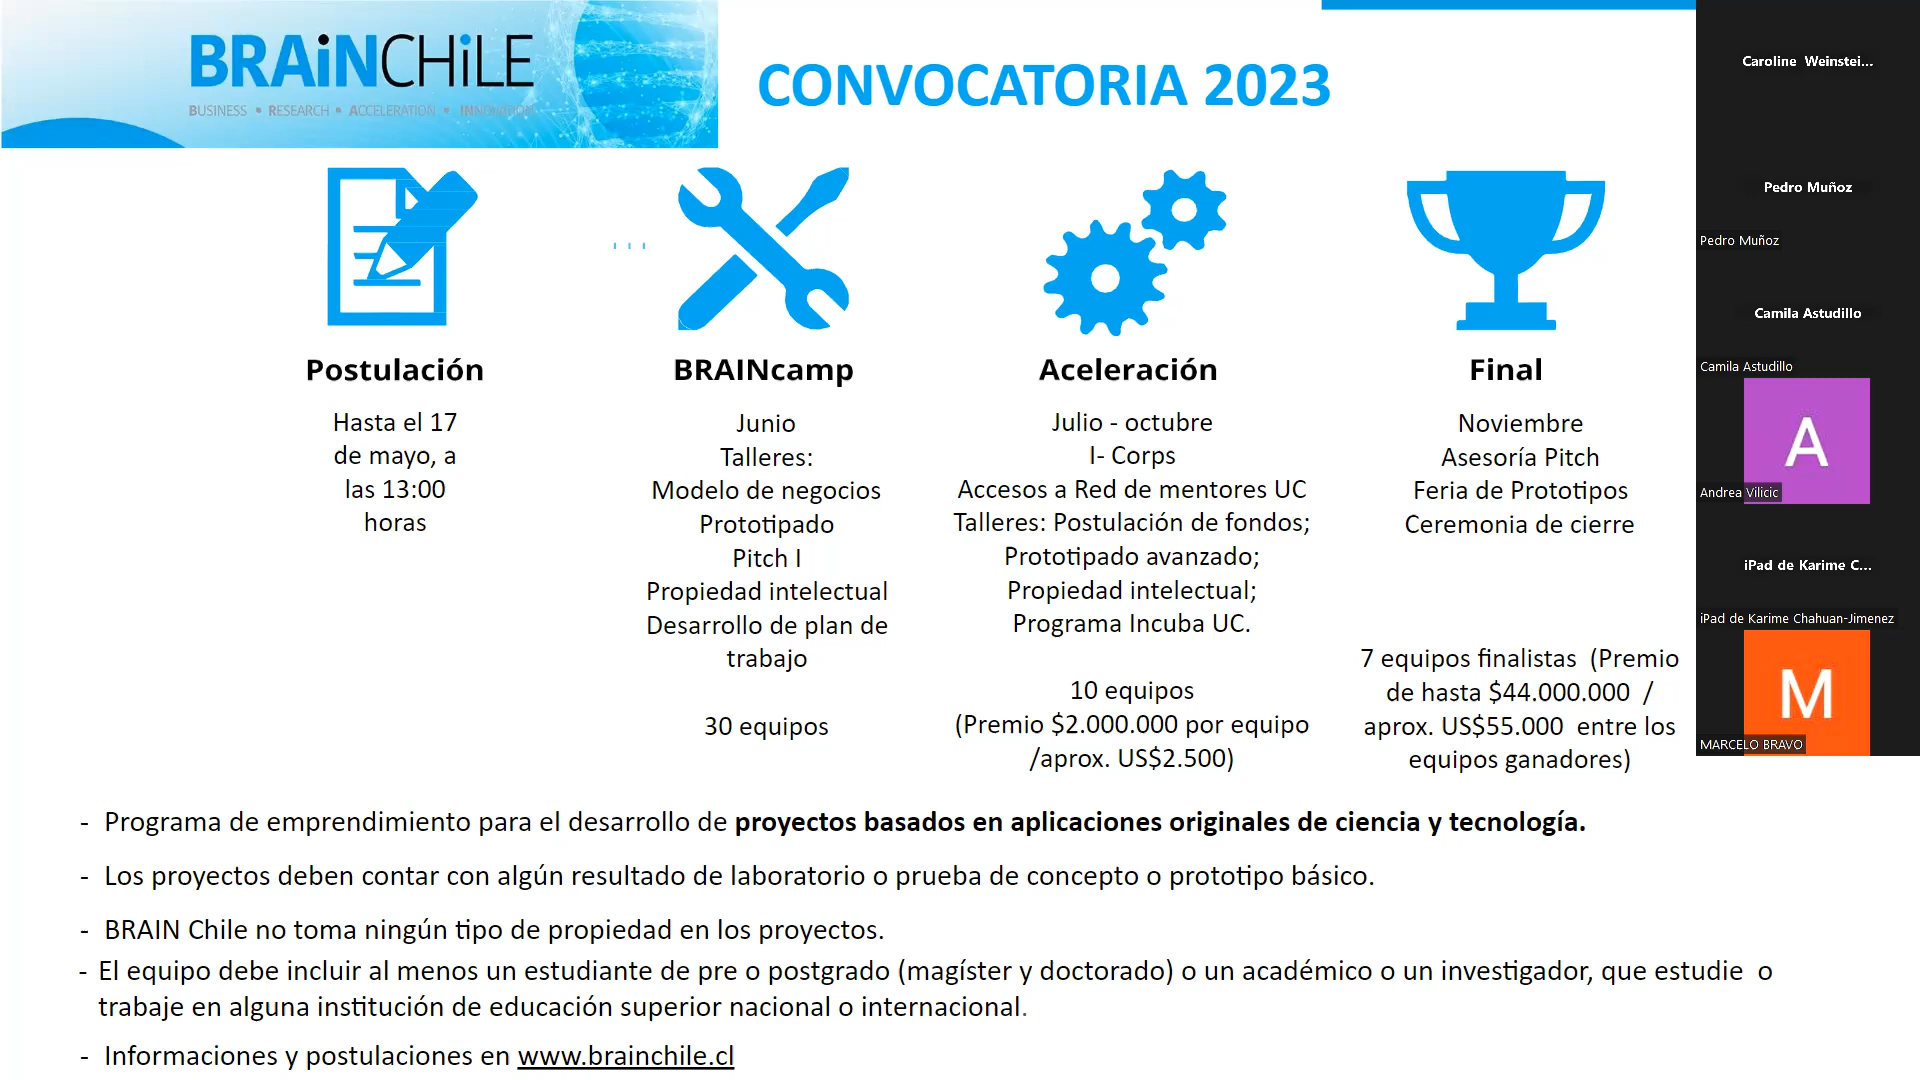 BRAiNCHiLE
BUSINESS • RESEARCH • ACCELERATION • INNOVATION
CONVOCATORIA 2023
Postulación
Hasta el 17
de mayo, a
las 13:00
horas
BRAINcamp
Junio
Talleres:
Modelo de negocios
Prototipado
Pitch I
Propiedad intelectual
Desarrollo de plan de
trabajo
30 equipos
Aceleración
Julio - octubre
I- Corps
Accesos a Red de mentores UC
Talleres: Postulación de fondos;
Prototipado avanzado;
Propiedad intelectual;
Programa Incuba UC.
10 equipos
(Premio $2.000.000 por equipo
/aprox. US$2.500)
Final
Noviembre
Asesoría Pitch
Feria de Prototipos
Ceremonia de cierre
7 equipos finalistas (Premio
de hasta $44.000.000 /
aprox. US$55.000 entre los
equipos ganadores)
- Programa de emprendimiento para el desarrollo de proyectos basados en aplicaciones originales de ciencia y tecnología.
- Los proyectos deben contar con algún resultado de laboratorio o prueba de concepto o prototipo básico.
- BRAIN Chile no toma ningún tipo de propiedad en los proyectos.
- El equipo debe incluir al menos un estudiante de pre o postgrado (magíster y doctorado) o un académico o un investigador, que estudie o
trabaje en alguna institución de educación superior nacional o internacional.
- Informaciones y postulaciones en www.brainchile.cl
Caroline Weinstei...
Pedro Muñoz
Pedro Muñoz
Camila Astudillo
Camila Astudillo
A
Andrea Vilicic
iPad de Karime C...
iPad de Karime Chahuan-Jimenez
M
MARCELO BRAVO